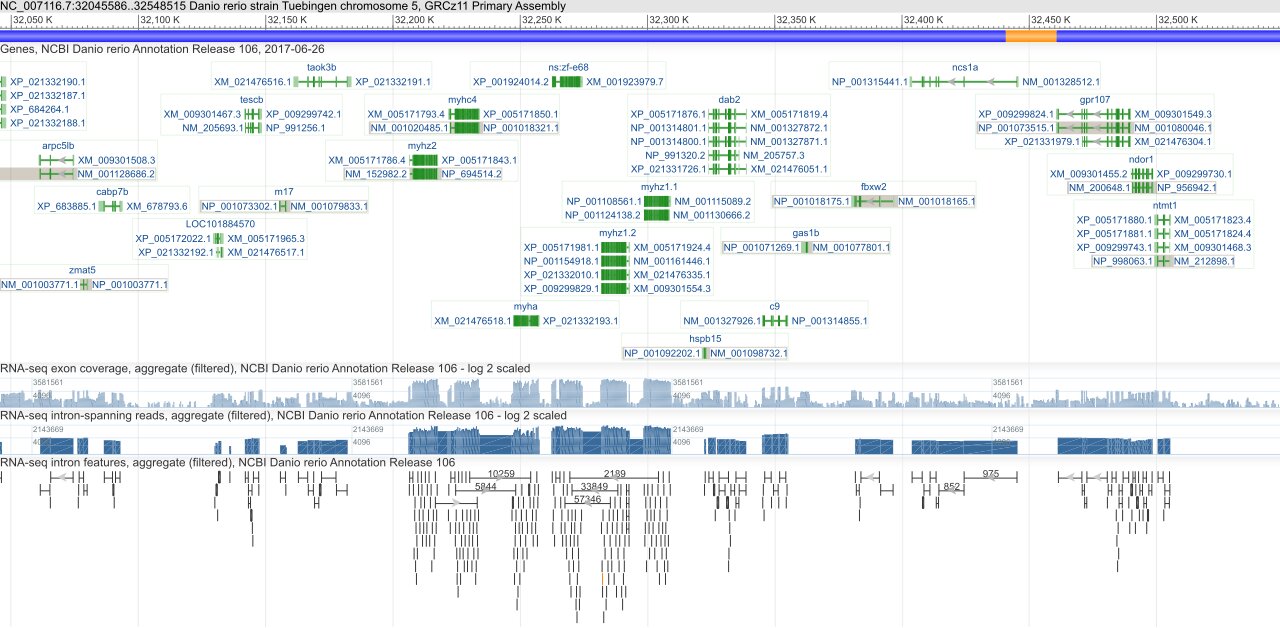 NC_007116.7:32045586..32548515 Danio rerio strain Tuebingen chromosome 5, GRCz11 Primary Assembly
32,050 K 32,100 K 32,150 K 32,200 K 32,250 K 32,300 K 32,350 K 32,400 K 32,450 K 32,500 K
Genes, NCBI Danio rerio Annotation Release 106, 2017-06-26
taok3b ns:zf-e68 ncs1a
XP_021332190.1 XM_021476516.1 XP_021332191.1 XP_001924014.2 XM_001923979.7 NP_001315441.1 NM_001328512.1
XP_021332187.1
tescb myhc4 dab2 gpr107
XP_684264.1 XM_009301467.3 XP_009299742.1 XM_005171793.4 XP_005171850.1 XP_005171876.1 XM_005171819.4 XP_009299824.1 XM_009301549.3
XP_021332188.1 NM_205693.1 NP_991256.1 NM_001020485.1 NP_001018321.1 NP_001314801.1 NM_001327872.1 NP_001073515.1 NM_001080046.1
NP_001314800.1 NM_001327871.1 XP_021331979.1 XM_021476304.1
arpc5lb myhz2 NP_991320.2 NM_205757.3 ndor1
XM_009301508.3 XM_005171786.4 XP_005171843.1 XP_021331726.1 XM_021476051.1 XM_009301455.2 XP_009299730.1
NM_001128686.2 NM_152982.2 NP_694514.2 NM_200648.1 NP_956942.1
cabp7b m17 myhz1.1 fbxw2
XP_683885.1 XM_678793.6 NP_001073302.1 NM_001079833.1 NP_001108561.1 NM_001115089.2 NP_001018175.1 NM_001018165.1
NP_001124138.2 NM_001130666.2
ntmt1
XP_005171880.1 XM_005171823.4
LOC101884570 myhz1.2 gas1b
XP_005172022.1 XM_005171965.3 XP_005171981.1 XM_005171924.4 NP_001071269.1 NM_001077801.1 XP_005171881.1 XM_005171824.4
XP_021332192.1 XM_021476517.1 NP_001154918.1 NM_001161446.1 XP_009299743.1 XM_009301468.3
XP_021332010.1 XM_021476335.1 NP_998063.1 NM_212898.1
zmat5
NM_001003771.1 NP_001003771.1 XP_009299829.1 XM_009301554.3
myha c9
XM_021476518.1 XP_021332193.1 NM_001327926.1 NP_001314855.1
hspb15
NP_001092202.1 NM_001098732.1
RNA-seq exon coverage, aggregate (filtered), NCBI Danio rerio Annotation Release 106 - log 2 scaled
3581561 3581561 3581561 3581561
4096 4096 4096 4096
RNA-seq intron-spanning reads, aggregate (filtered), NCBI Danio rerio Annotation Release 106 - log 2 scaled
2143669 2143669 2143669 2143669
4096 4096 4096
RNA-seq intron features, aggregate (filtered), NCBI Danio rerio Annotation Release 106
10259 2189 975
5844 33849 852
57346